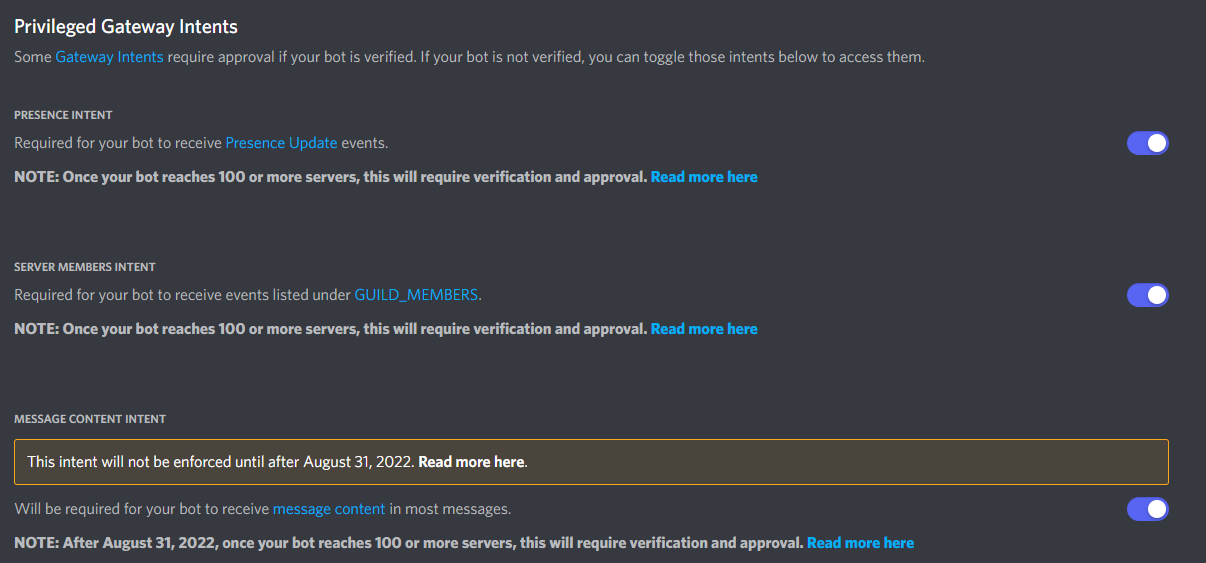 Privileged Gateway Intents
Some Gateway Intents require approval if your bot is verified. If your bot is not verified, you can toggle those intents below to access them.
PRESENCE INTENT
Required for your bot to receive Presence Update events.
NOTE: Once your bot reaches 100 or more servers, this will require verification and approval. Read more here
SERVER MEMBERS INTENT
Required for your bot to receive events listed under GUILD_MEMBERS.
NOTE: Once your bot reaches 100 or more servers, this will require verification and approval. Read more here
MESSAGE CONTENT INTENT
This intent will not be enforced until after August 31, 2022. Read more here.
Will be required for your bot to receive message content in most messages.
NOTE: After August 31, 2022, once your bot reaches 100 or more servers, this will require verification and approval. Read more here